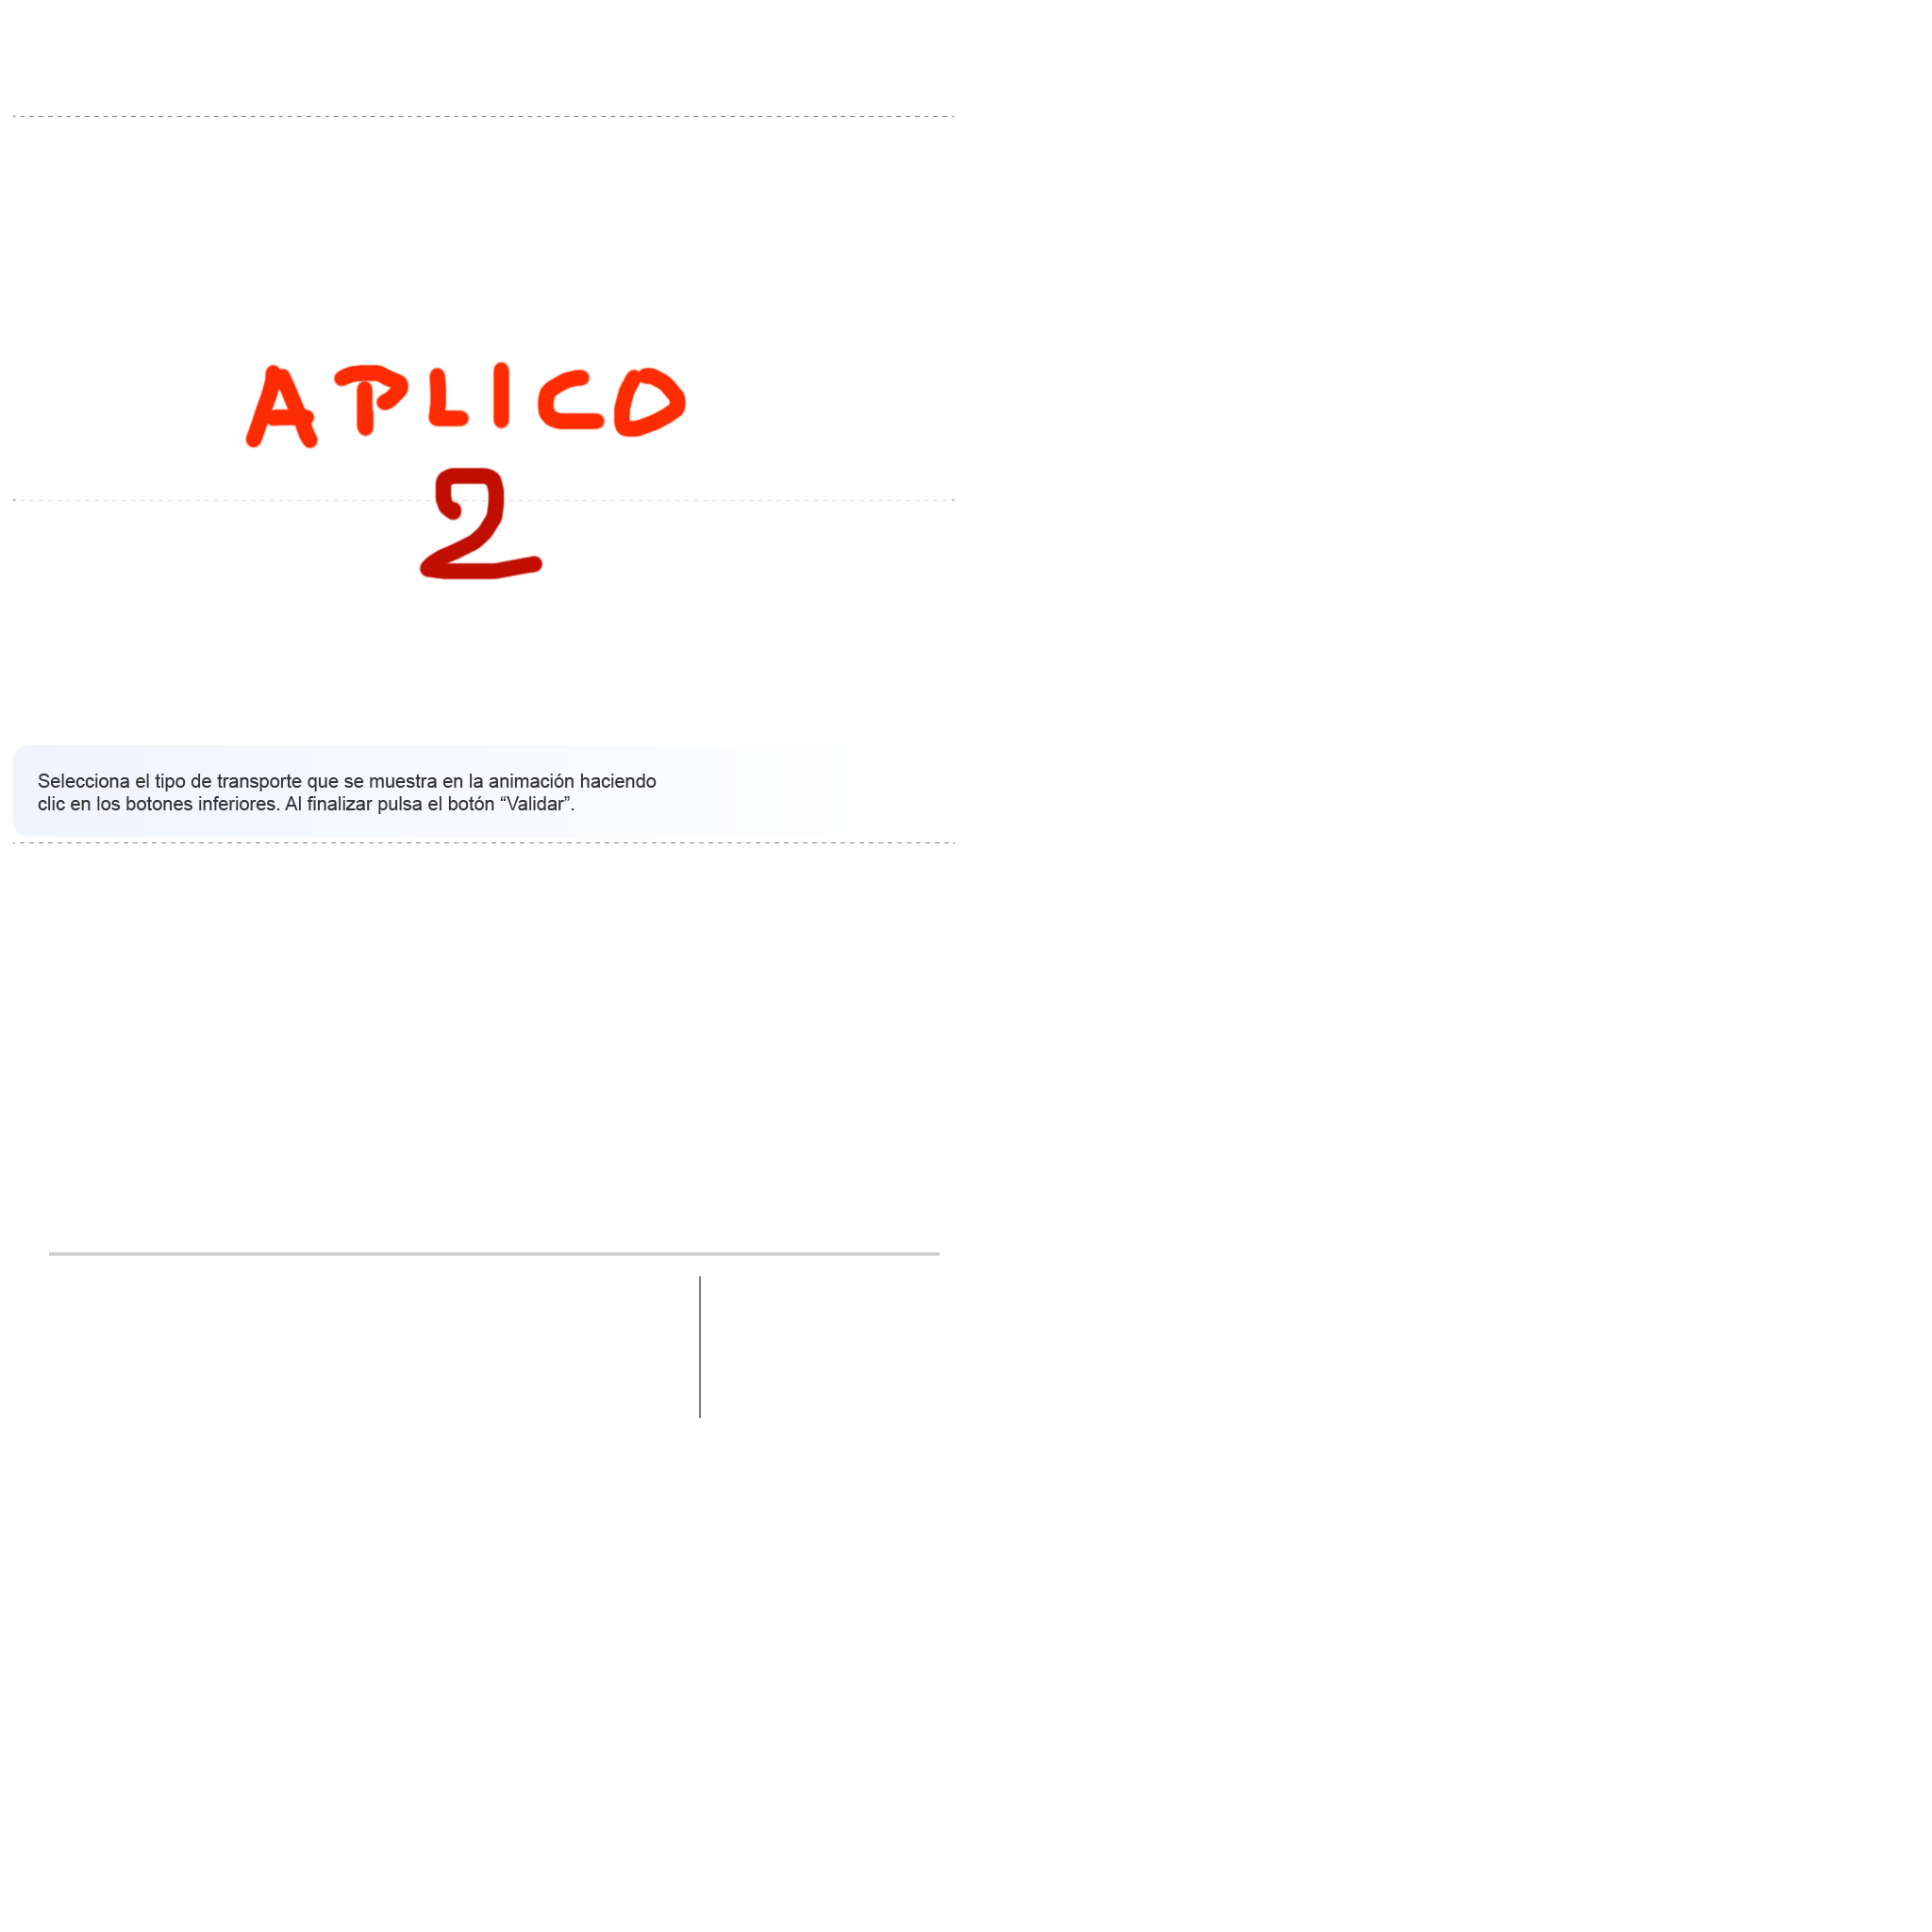 APLICO
2
Selecciona el tipo de transporte que se muestra en la animación haciendo
clic en los botones inferiores. Al finalizar pulsa el botón “Validar”.